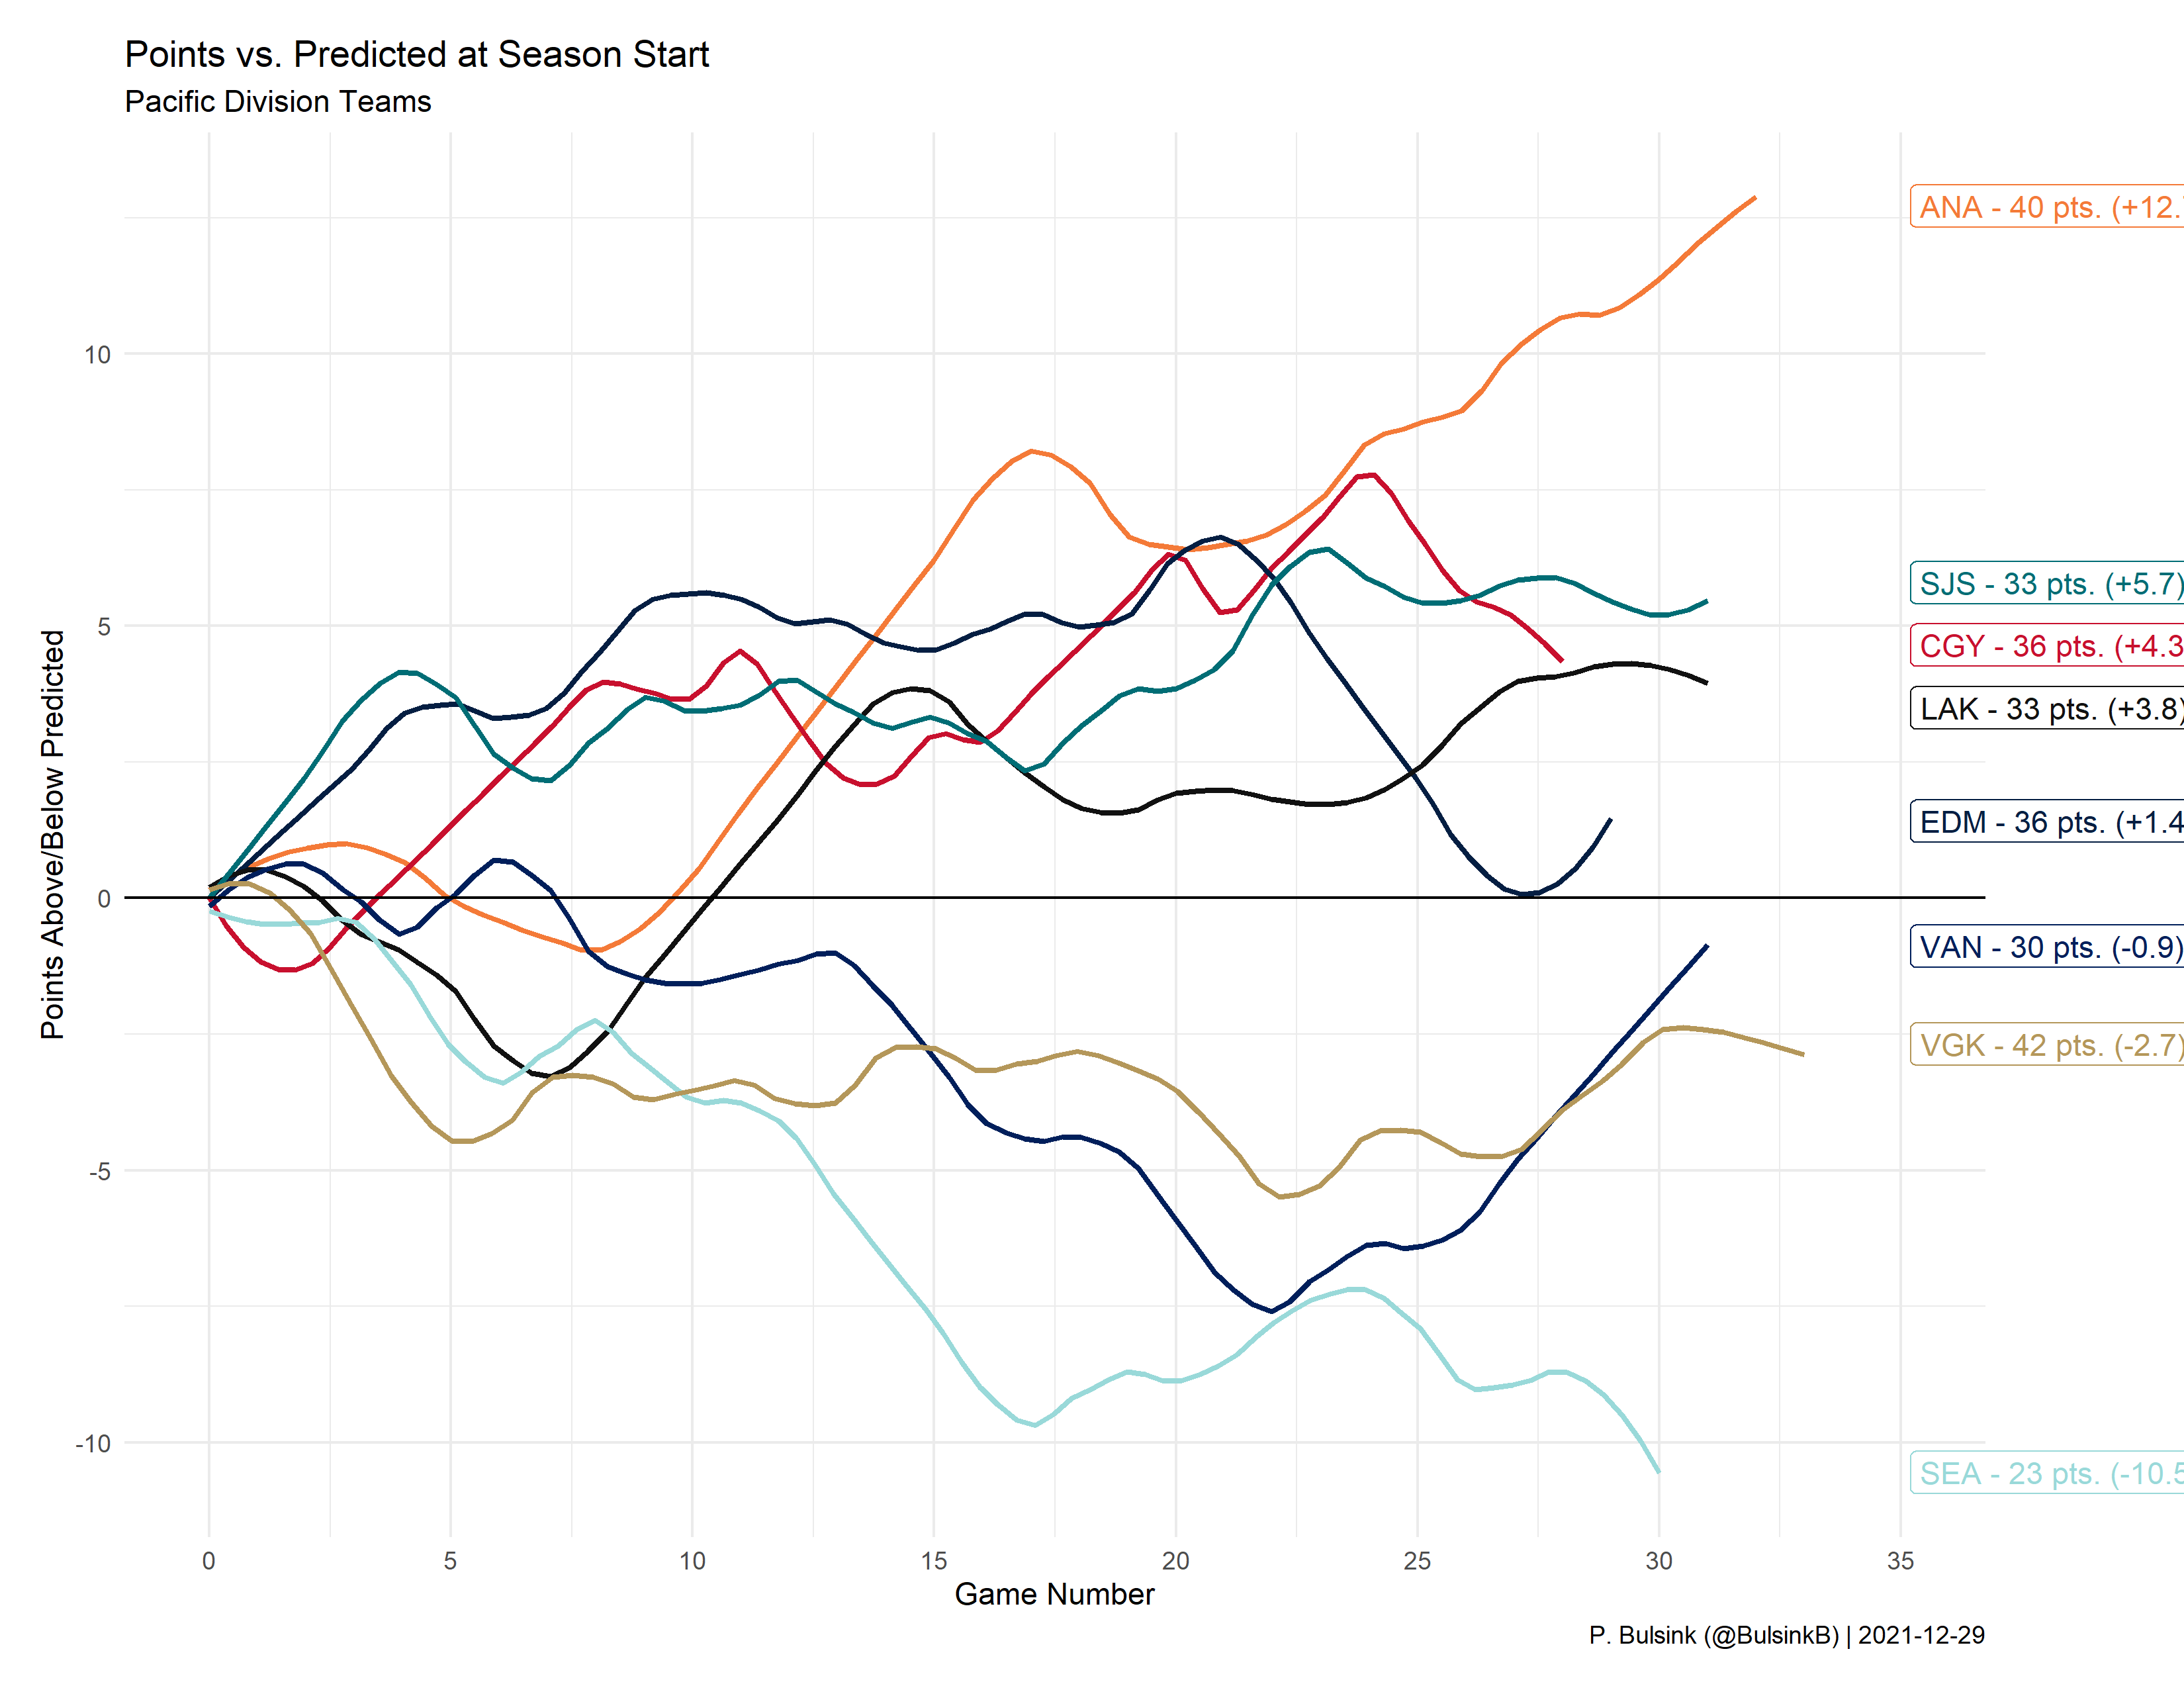 Points vs. Predicted at Season Start
Pacific Division Teams
Points Above/Below Predicted
10
5
0
-5
-10
ANA - 40 pts. (+12.
SJS - 33 pts. (+5.7)
CGY - 36 pts. (+4.3
LAK - 33 pts. (+3.8)
EDM - 36 pts. (+1.4
VAN - 30 pts. (-0.9)
VGK - 42 pts. (-2.7)
SEA - 23 pts. (-10.5
0 5 10 15 20 25 30 35
Game Number
P. Bulsink (@BulsinkB) | 2021-12-29